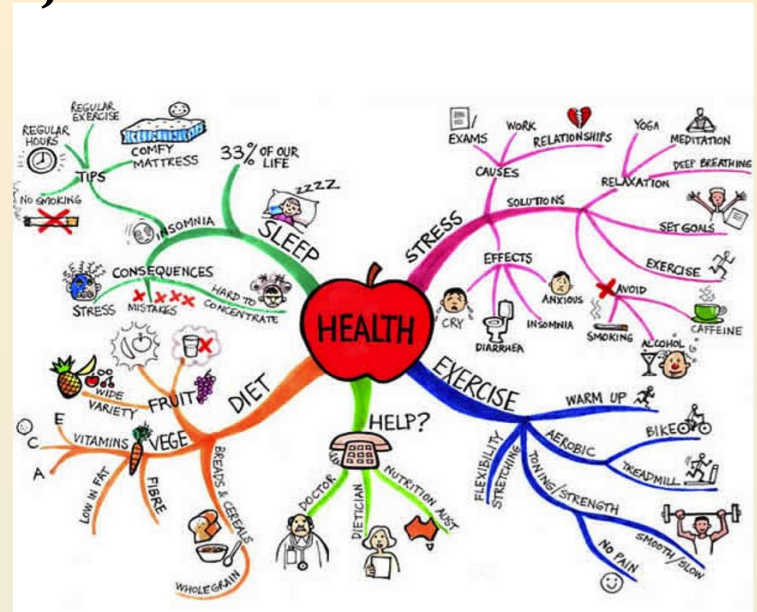 HEALTH
SLEEP
33% OF OUR
LIFE
zzzz
INSOMNIA
TIPS
REGULAR
EXERCISE
REGULAR
HOURS
COMFY
MATTRESS
NO SMOKING
CONSEQUENCES
STRESS
MISTAKES
HARD TO
CONCENTRATE
STRESS
CAUSES
EXAMS
WORK
RELATIONSHIPS
SOLUTIONS
RELAXATION
YOGA
MEDITATION
DEEP BREATHING
SET GOALS
EXERCISE
AVOID
SMOKING
ALCOHOL
CAFFEINE
EFFECTS
CRY
DIARRHEA
INSOMNIA
ANXIOUS
EXERCISE
WARM UP
AEROBIC
BIKE
TREADMILL
TONING/STRENGTH
SMOOTH/SLOW
NO PAIN
FLEXIBILITY
STRETCHING
HELP?
DOCTOR
DIETICIAN
NUTRITION AUST
DIET
FRUIT
WIDE
VARIETY
VEGE
VITAMINS
E
C
A
LOW IN FAT
FIBRE
BREADS & CEREALS
WHOLEGRAIN